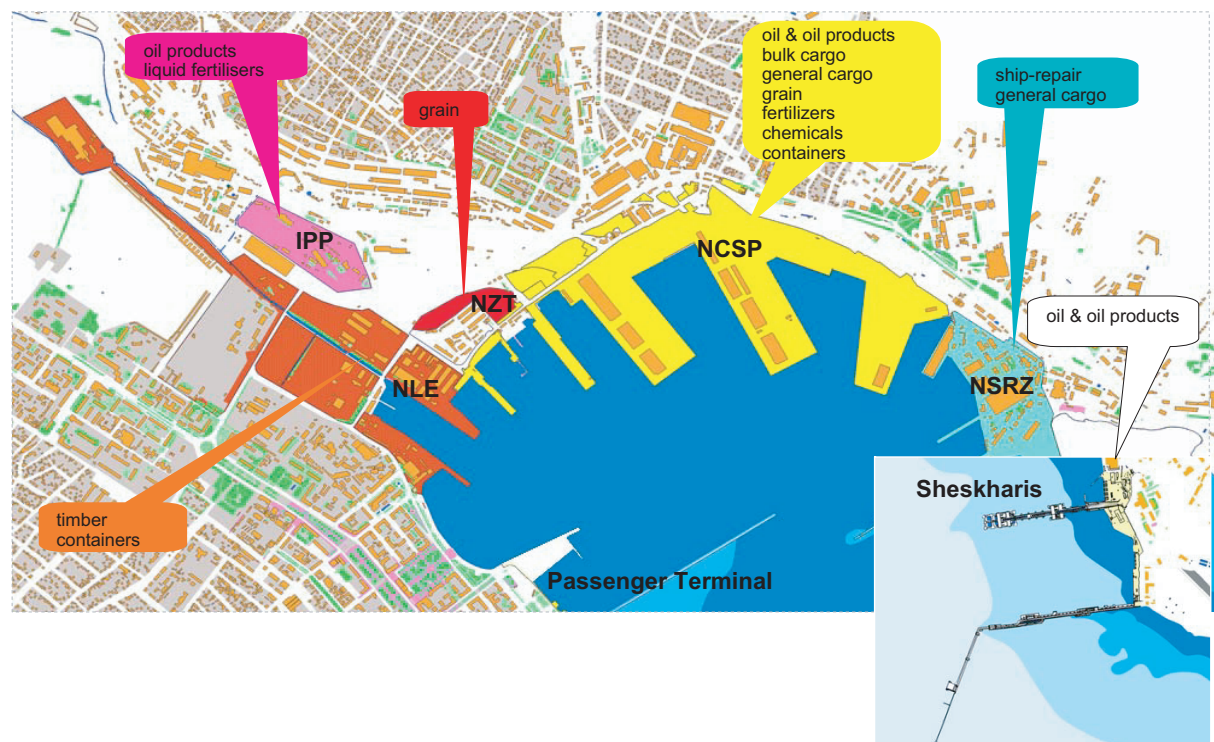 oil products
liquid fertilisers
grain
oil & oil products
bulk cargo
general cargo
grain
fertilizers
chemicals
containers
ship-repair
general cargo
IPP
NCSP
NZT
oil & oil products
NLE
NSRZ
Sheskharis
timber
containers
Passenger Terminal